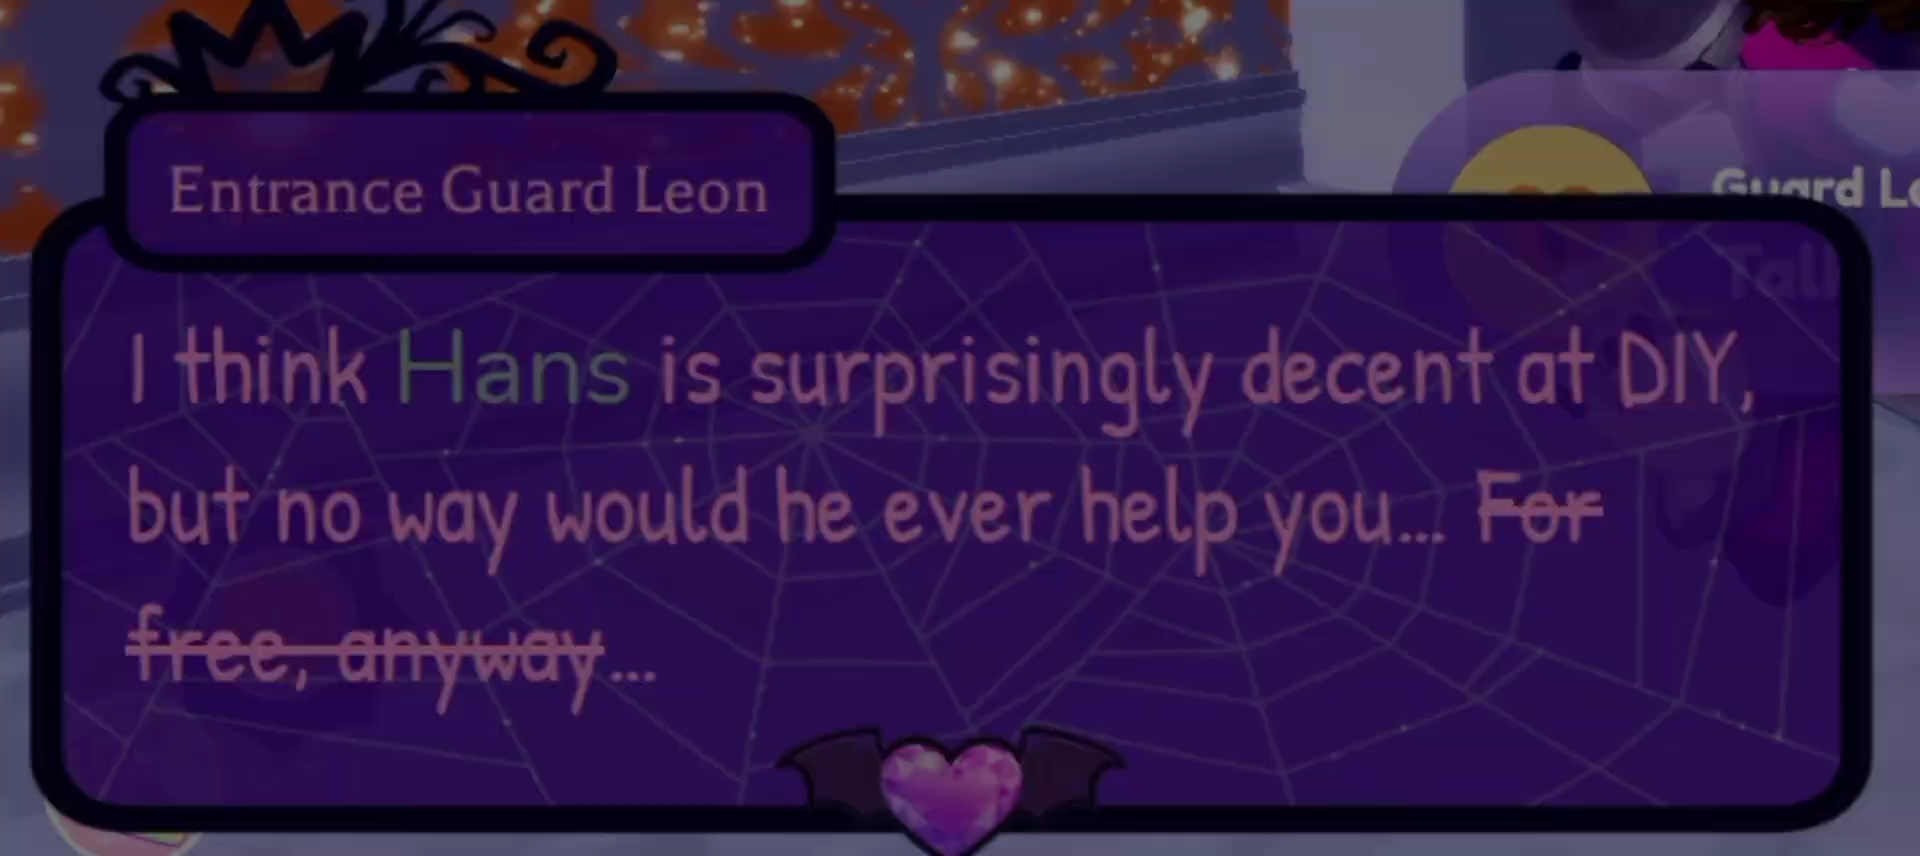 Entrance Guard Leon
Guard Le
Tall
I think Hans is surprisingly decent at DIY,
but no way would he ever help you... For
free, anyway...